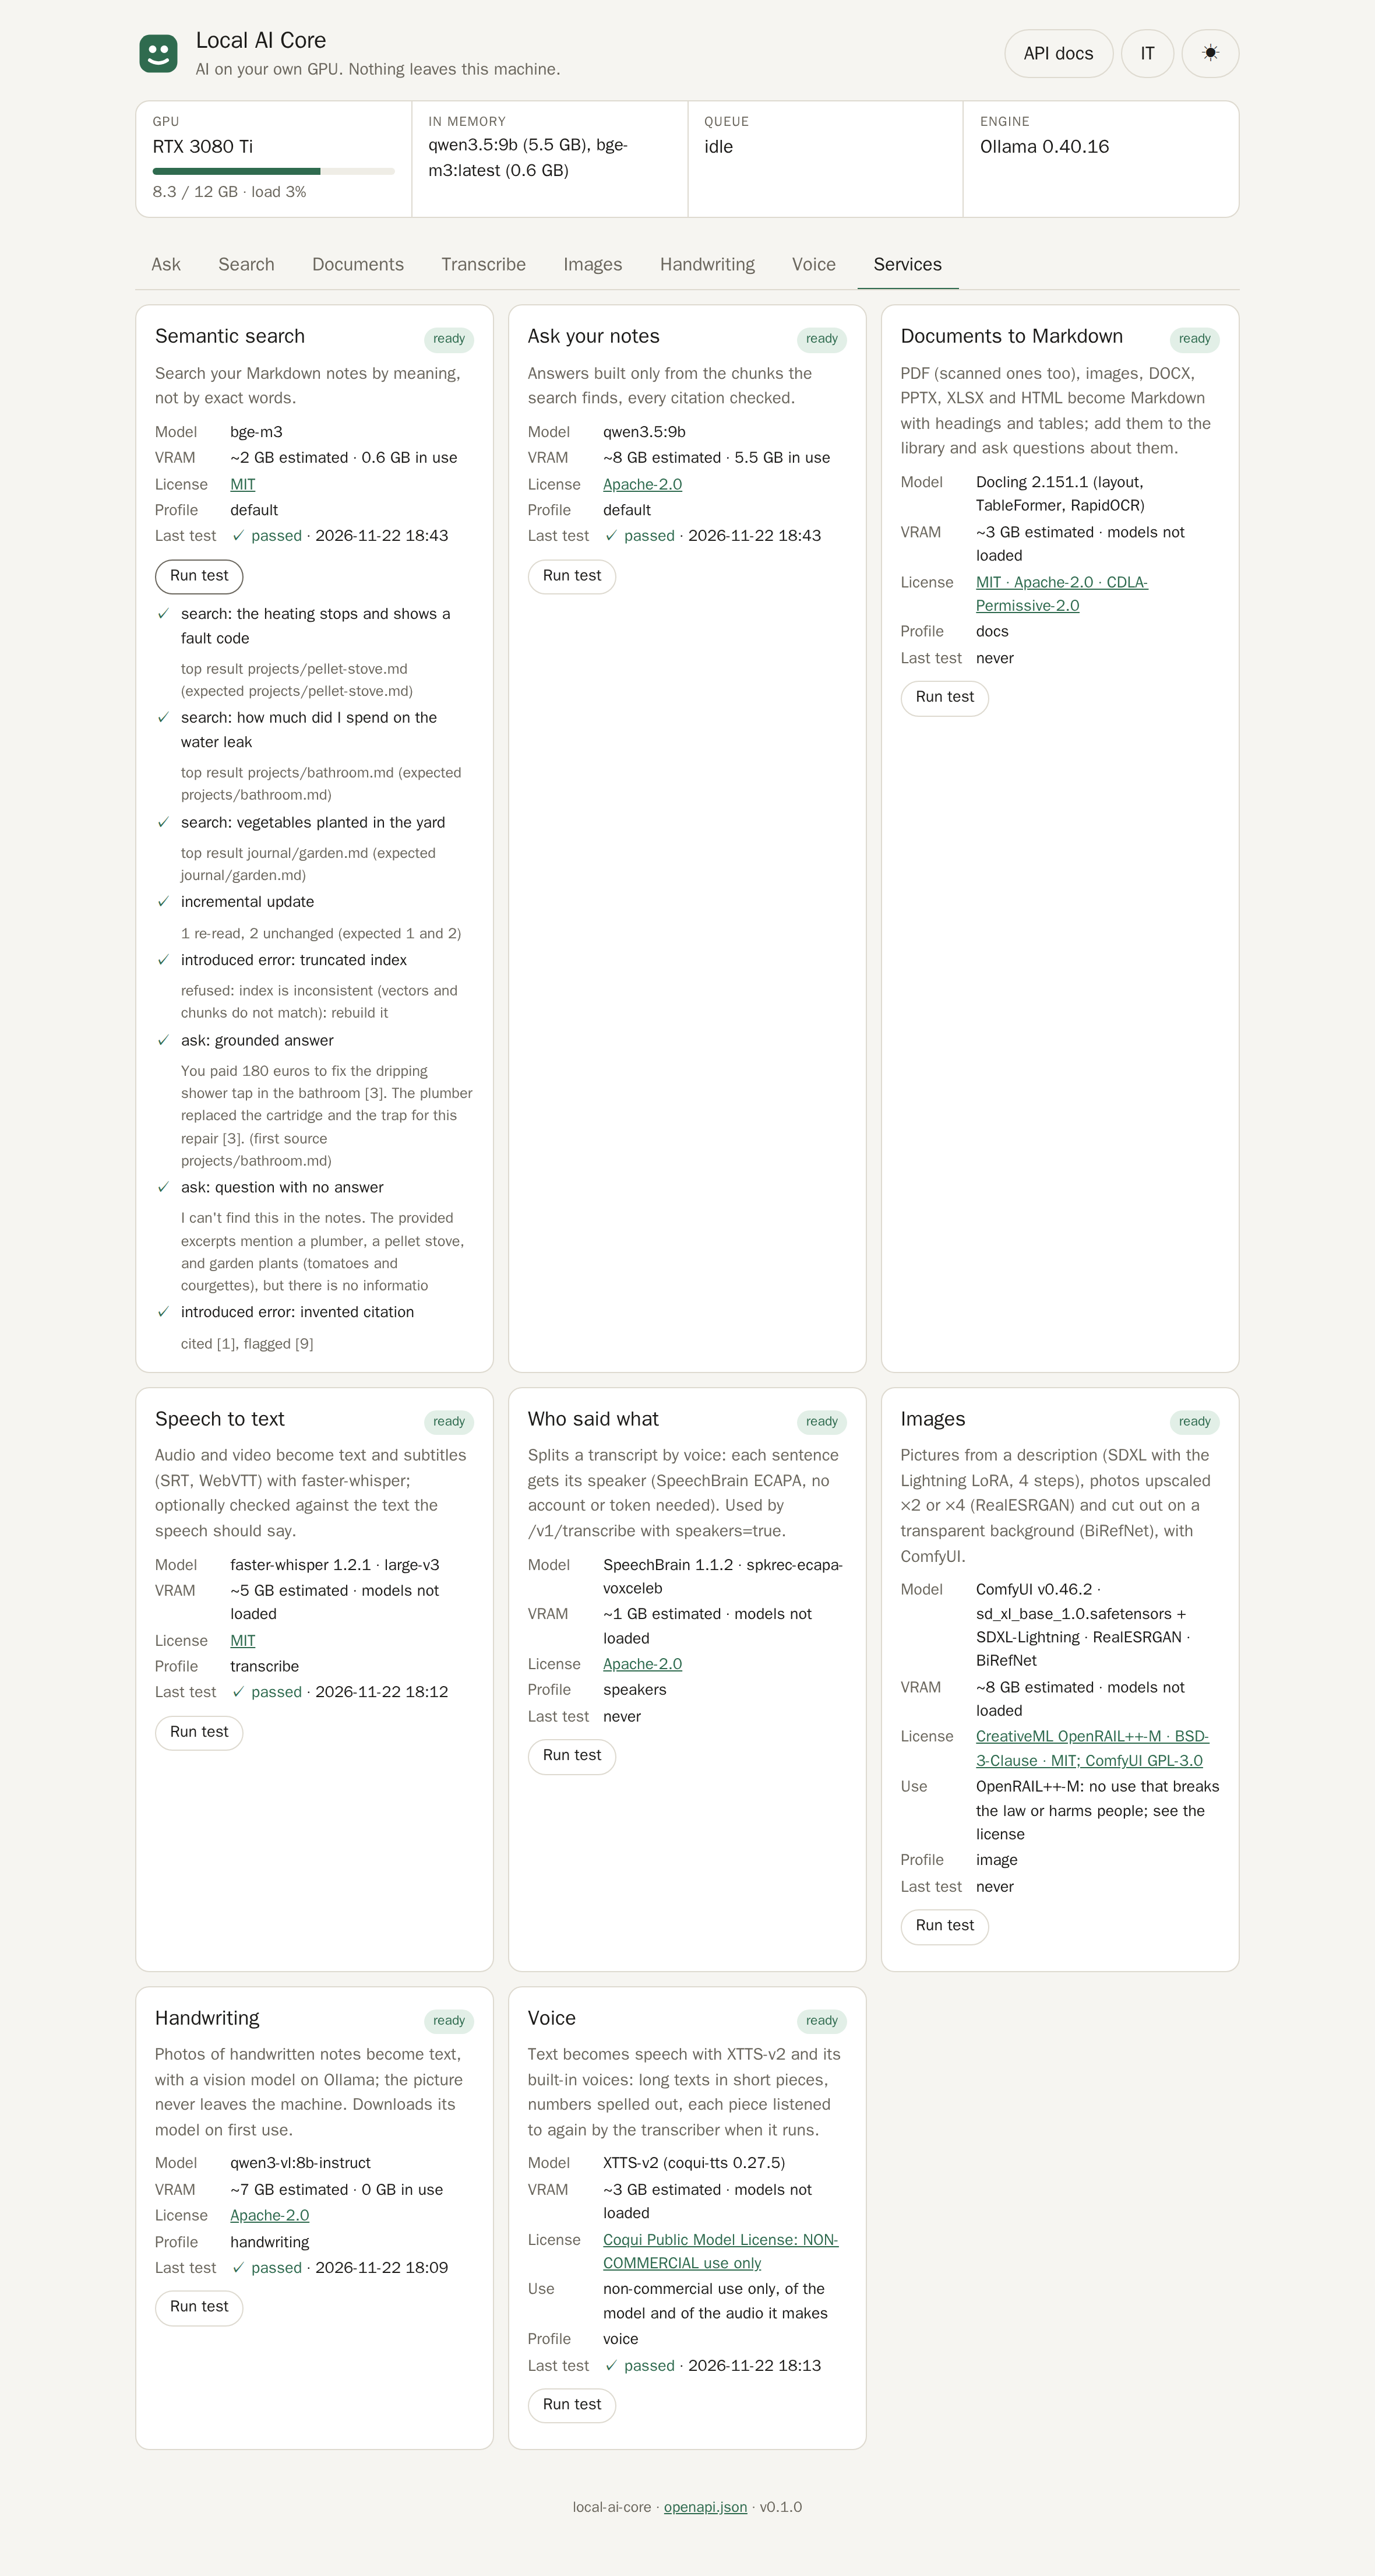 Local AI Core
AI on your own GPU. Nothing leaves this machine.
API docs
IT
GPU
RTX 3080 Ti
8.3 / 12 GB · load 3%
IN MEMORY
qwen3.5:9b (5.5 GB), bge-
m3:latest (0.6 GB)
QUEUE
idle
ENGINE
Ollama 0.40.16
Ask
Search
Documents
Transcribe
Images
Handwriting
Voice
Services
Semantic search
ready
Search your Markdown notes by meaning,
not by exact words.
Model bge-m3
VRAM ~2 GB estimated · 0.6 GB in use
License MIT
Profile default
Last test ✓ passed · 2026-11-22 18:43
Run test
✓ search: the heating stops and shows a
fault code
top result projects/pellet-stove.md
(expected projects/pellet-stove.md)
✓ search: how much did I spend on the
water leak
top result projects/bathroom.md (expected
projects/bathroom.md)
✓ search: vegetables planted in the yard
top result journal/garden.md (expected
journal/garden.md)
✓ incremental update
1 re-read, 2 unchanged (expected 1 and 2)
✓ introduced error: truncated index
refused: index is inconsistent (vectors and
chunks do not match): rebuild it
✓ ask: grounded answer
You paid 180 euros to fix the dripping
shower tap in the bathroom [3]. The plumber
replaced the cartridge and the trap for this
repair [3]. (first source
projects/bathroom.md)
✓ ask: question with no answer
I can't find this in the notes. The provided
excerpts mention a plumber, a pellet stove,
and garden plants (tomatoes and
courgettes), but there is no informatio
✓ introduced error: invented citation
cited [1], flagged [9]
Ask your notes
ready
Answers built only from the chunks the
search finds, every citation checked.
Model qwen3.5:9b
VRAM ~8 GB estimated · 5.5 GB in use
License Apache-2.0
Profile default
Last test ✓ passed · 2026-11-22 18:43
Run test
Documents to Markdown
ready
PDF (scanned ones too), images, DOCX,
PPTX, XLSX and HTML become Markdown
with headings and tables; add them to the
library and ask questions about them.
Model Docling 2.151.1 (layout,
TableFormer, RapidOCR)
VRAM ~3 GB estimated · models not
loaded
License MIT · Apache-2.0 · CDLA-
Permissive-2.0
Profile docs
Last test never
Run test
Speech to text
ready
Audio and video become text and subtitles
(SRT, WebVTT) with faster-whisper;
optionally checked against the text the
speech should say.
Model faster-whisper 1.2.1 · large-v3
VRAM ~5 GB estimated · models not
loaded
License MIT
Profile transcribe
Last test ✓ passed · 2026-11-22 18:12
Run test
Who said what
ready
Splits a transcript by voice: each sentence
gets its speaker (SpeechBrain ECAPA, no
account or token needed). Used by
/v1/transcribe with speakers=true.
Model SpeechBrain 1.1.2 · spkrec-ecapa-
voxceleb
VRAM ~1 GB estimated · models not
loaded
License Apache-2.0
Profile speakers
Last test never
Run test
Images
ready
Pictures from a description (SDXL with the
Lightning LoRA, 4 steps), photos upscaled
×2 or ×4 (RealESRGAN) and cut out on a
transparent background (BiRefNet), with
ComfyUI.
Model ComfyUI v0.46.2 ·
sd_xl_base_1.0.safetensors +
SDXL-Lightning · RealESRGAN ·
BiRefNet
VRAM ~8 GB estimated · models not
loaded
License CreativeML OpenRAIL++-M · BSD-
3-Clause · MIT; ComfyUI GPL-3.0
Use OpenRAIL++-M: no use that breaks
the law or harms people; see the
license
Profile image
Last test never
Run test
Handwriting
ready
Photos of handwritten notes become text,
with a vision model on Ollama; the picture
never leaves the machine. Downloads its
model on first use.
Model qwen3-vl:8b-instruct
VRAM ~7 GB estimated · 0 GB in use
License Apache-2.0
Profile handwriting
Last test ✓ passed · 2026-11-22 18:09
Run test
Voice
ready
Text becomes speech with XTTS-v2 and its
built-in voices: long texts in short pieces,
numbers spelled out, each piece listened
to again by the transcriber when it runs.
Model XTTS-v2 (coqui-tts 0.27.5)
VRAM ~3 GB estimated · models not
loaded
License Coqui Public Model License: NON-
COMMERCIAL use only
Use non-commercial use only, of the
model and of the audio it makes
Profile voice
Last test ✓ passed · 2026-11-22 18:13
Run test
local-ai-core · openapi.json · v0.1.0